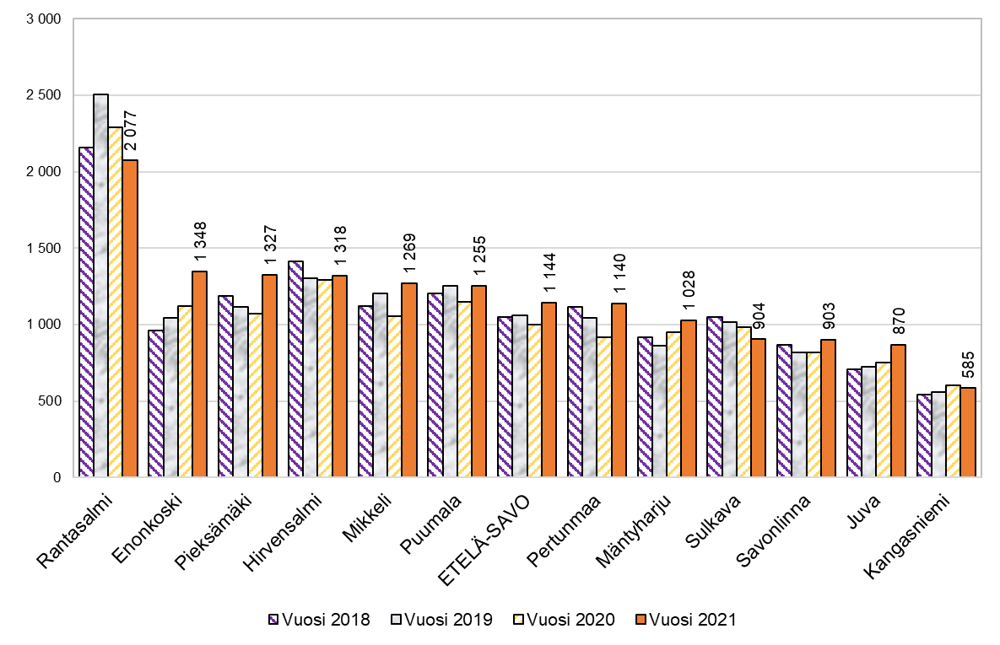 3 000
2 500
2 000
1 500
1 000
500
0
2 077
1 348
1 327
1 318
1 269
1 255
1 144
1 140
1 028
904
903
870
585
Rantasalmi
Enonkoski
Pieksämäki
Hirvensalmi
Mikkeli
Puumala
ETELÄ-SAVO
Pertunmaa
Mäntyharju
Sulkava
Savonlinna
Juva
Kangasniemi
Vuosi 2018 Vuosi 2019 Vuosi 2020 Vuosi 2021